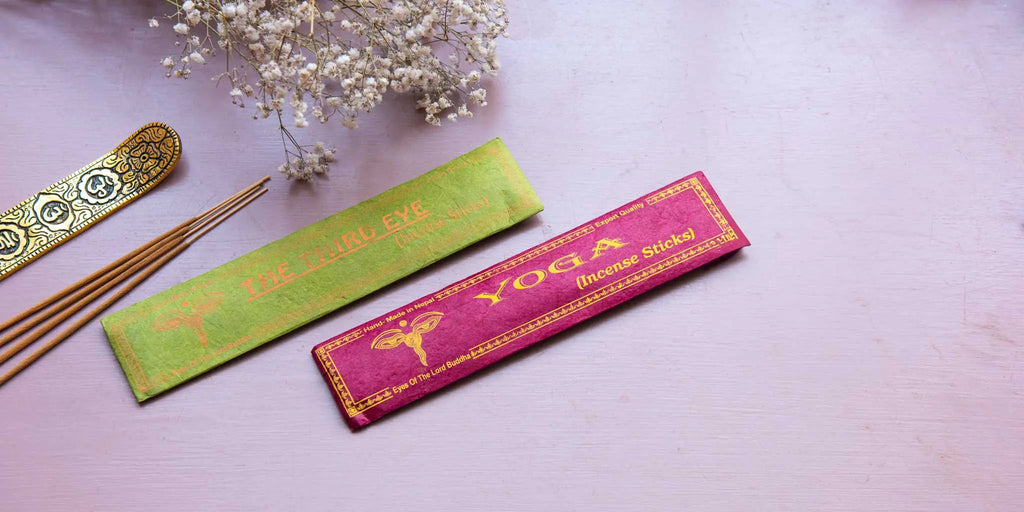 THE THIRD EYE
(Incense Sticks)
Hand- Made in Nepal
Export Quality
YOGA
(Incense Sticks)
Eyes Of The Lord Buddha